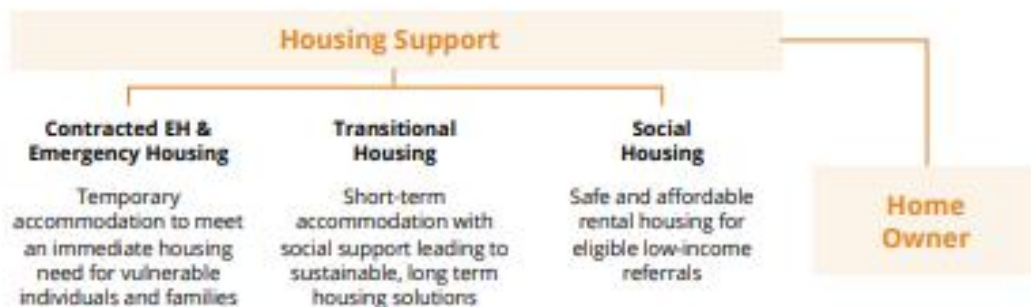 Housing Support
Contracted EH &
Emergency Housing
Temporary
accommodation to meet
an immediate housing
need for vulnerable
individuals and families
Transitional
Housing
Short-term
accommodation with
social support leading to
sustainable, long term
housing solutions
Social
Housing
Safe and affordable
rental housing for
eligible low-income
referrals
Home
Owner